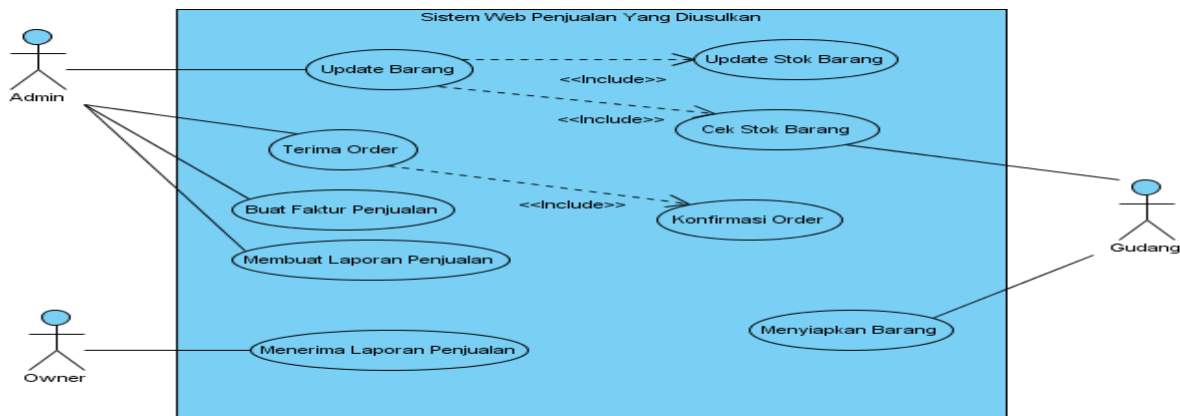 Sistem Web Penjualan Yang Diusulkan
Admin
Update Barang
<<Include>>
Update Stok Barang
<<Include>>
Cek Stok Barang
Terima Order
<<Include>>
Konfirmasi Order
Buat Faktur Penjualan
Membuat Laporan Penjualan
Gudang
Menyiapkan Barang
Menerima Laporan Penjualan
Owner